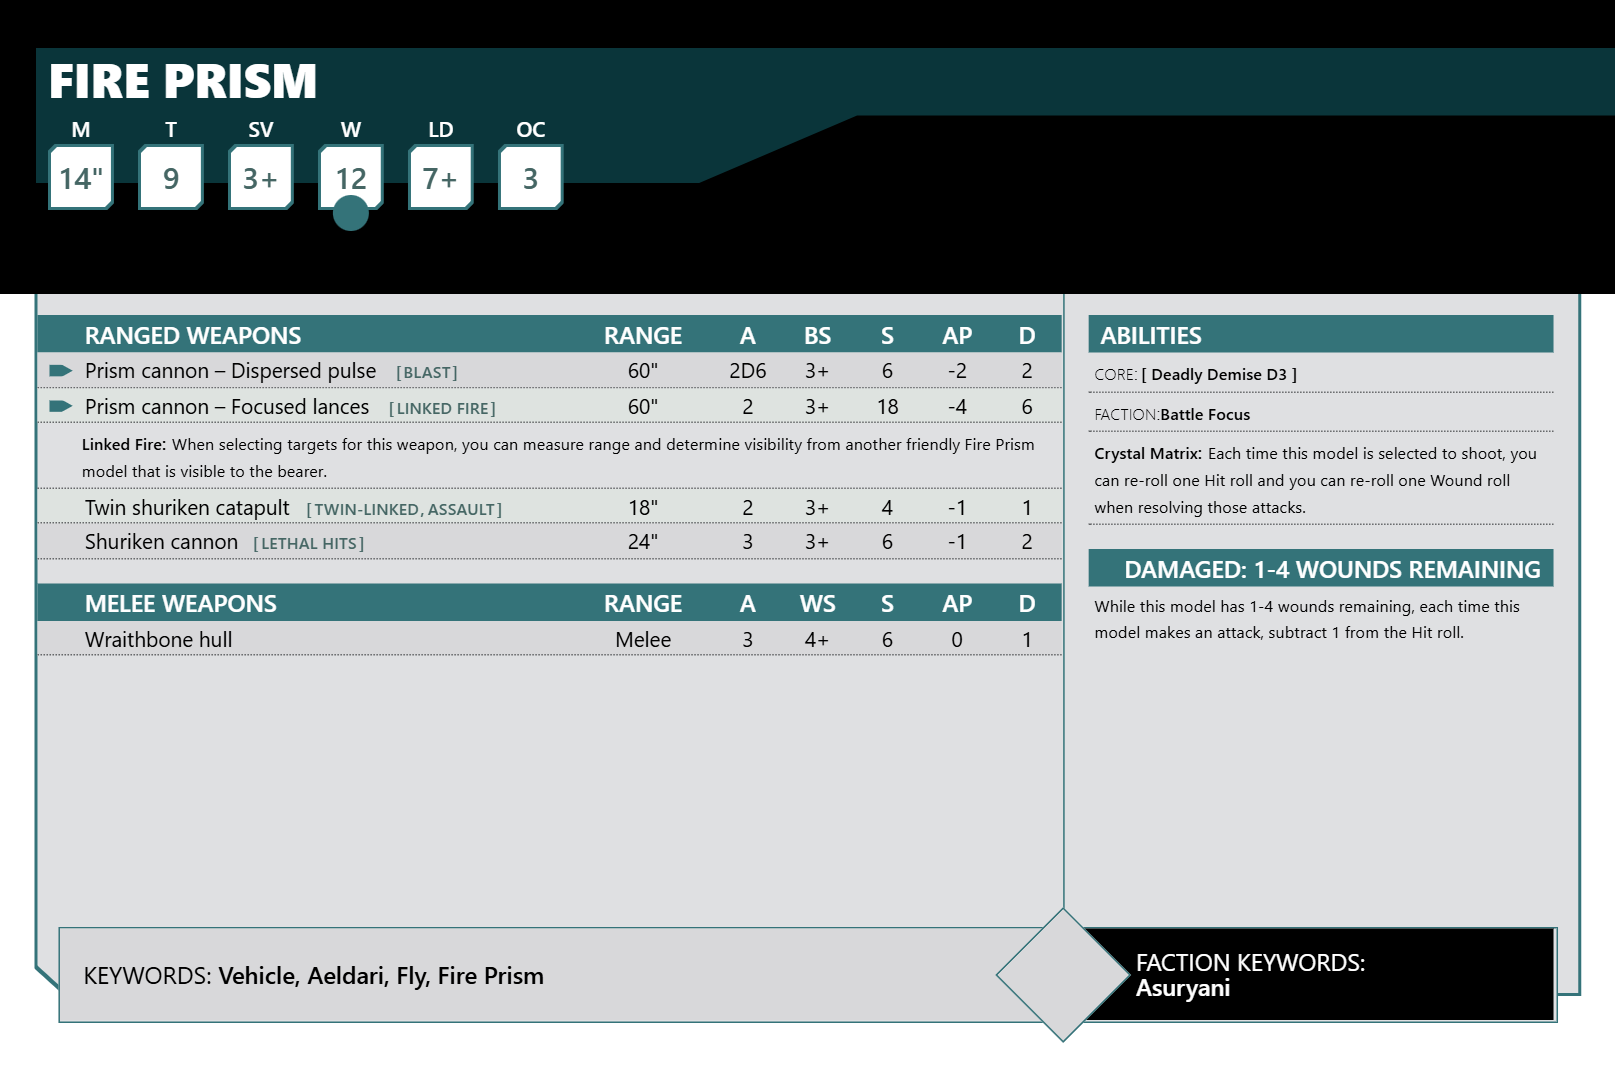 FIRE PRISM
M T SV W LD OC
14" 9 3+ 12 7+ 3
RANGED WEAPONS RANGE A BS S AP D
Prism cannon – Dispersed pulse [BLAST] 60" 2D6 3+ 6 -2 2
Prism cannon – Focused lances [LINKED FIRE] 60" 2 3+ 18 -4 6
Linked Fire: When selecting targets for this weapon, you can measure range and determine visibility from another friendly Fire Prism
model that is visible to the bearer.
Twin shuriken catapult [TWIN-LINKED, ASSAULT] 18" 2 3+ 4 -1 1
Shuriken cannon [LETHAL HITS] 24" 3 3+ 6 -1 2
MELEE WEAPONS RANGE A WS S AP D
Wraithbone hull Melee 3 4+ 6 0 1
ABILITIES
CORE: [ Deadly Demise D3 ]
FACTION:Battle Focus
Crystal Matrix: Each time this model is selected to shoot, you
can re-roll one Hit roll and you can re-roll one Wound roll
when resolving those attacks.
DAMAGED: 1-4 WOUNDS REMAINING
While this model has 1-4 wounds remaining, each time this
model makes an attack, subtract 1 from the Hit roll.
KEYWORDS: Vehicle, Aeldari, Fly, Fire Prism
FACTION KEYWORDS:
Asuryani